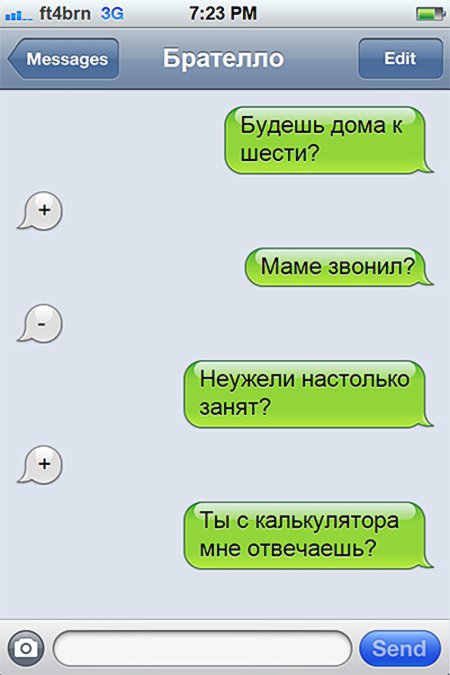 ft4brn 3G 7:23 PM
Messages Брателло Edit
Будешь дома к
шести?
+
Маме звонил?
-
Неужели настолько
занят?
+
Ты с калькулятора
мне отвечаешь?
Send